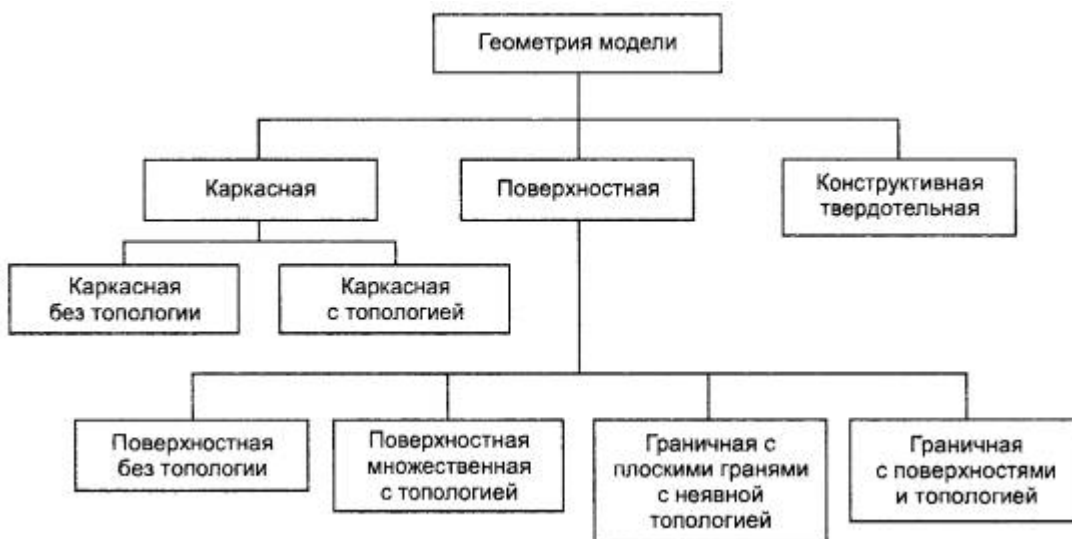 Геометрия модели
Каркасная
Поверхностная
Конструктивная
твердотельная
Каркасная
без топологии
Каркасная
с топологией
Поверхностная
без топологии
Поверхностная
множественная
с топологией
Граничная с
плоскими гранями
с неявной
топологией
Граничная
с поверхностями
и топологией